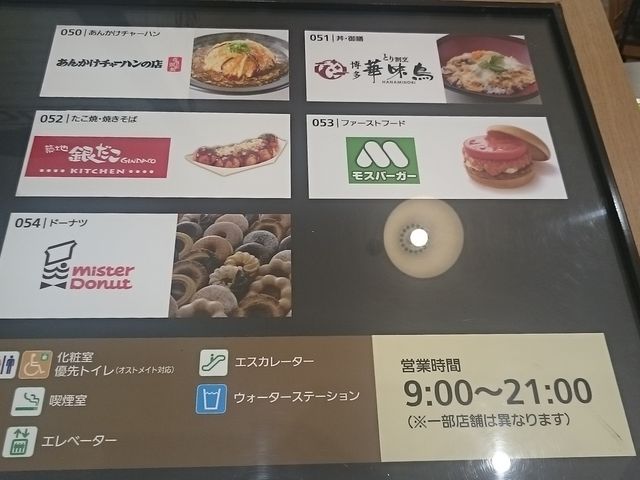 050 | あんかけチャーハン
あんかけチャーハンの店
051 | 丼・御膳
博多
とり割烹
華味鳥
HANAMIDORI
052 | たこ焼・焼きそば
築地
銀だこ
GINDACO
KITCHEN
053 | ファーストフード
モスバーガー
054 | ドーナツ
mister
Donut
化粧室
優先トイレ(オストメイト対応)
喫煙室
エレベーター
エスカレーター
ウォーターステーション
営業時間
9:00〜21:00
(※一部店舗は異なります)